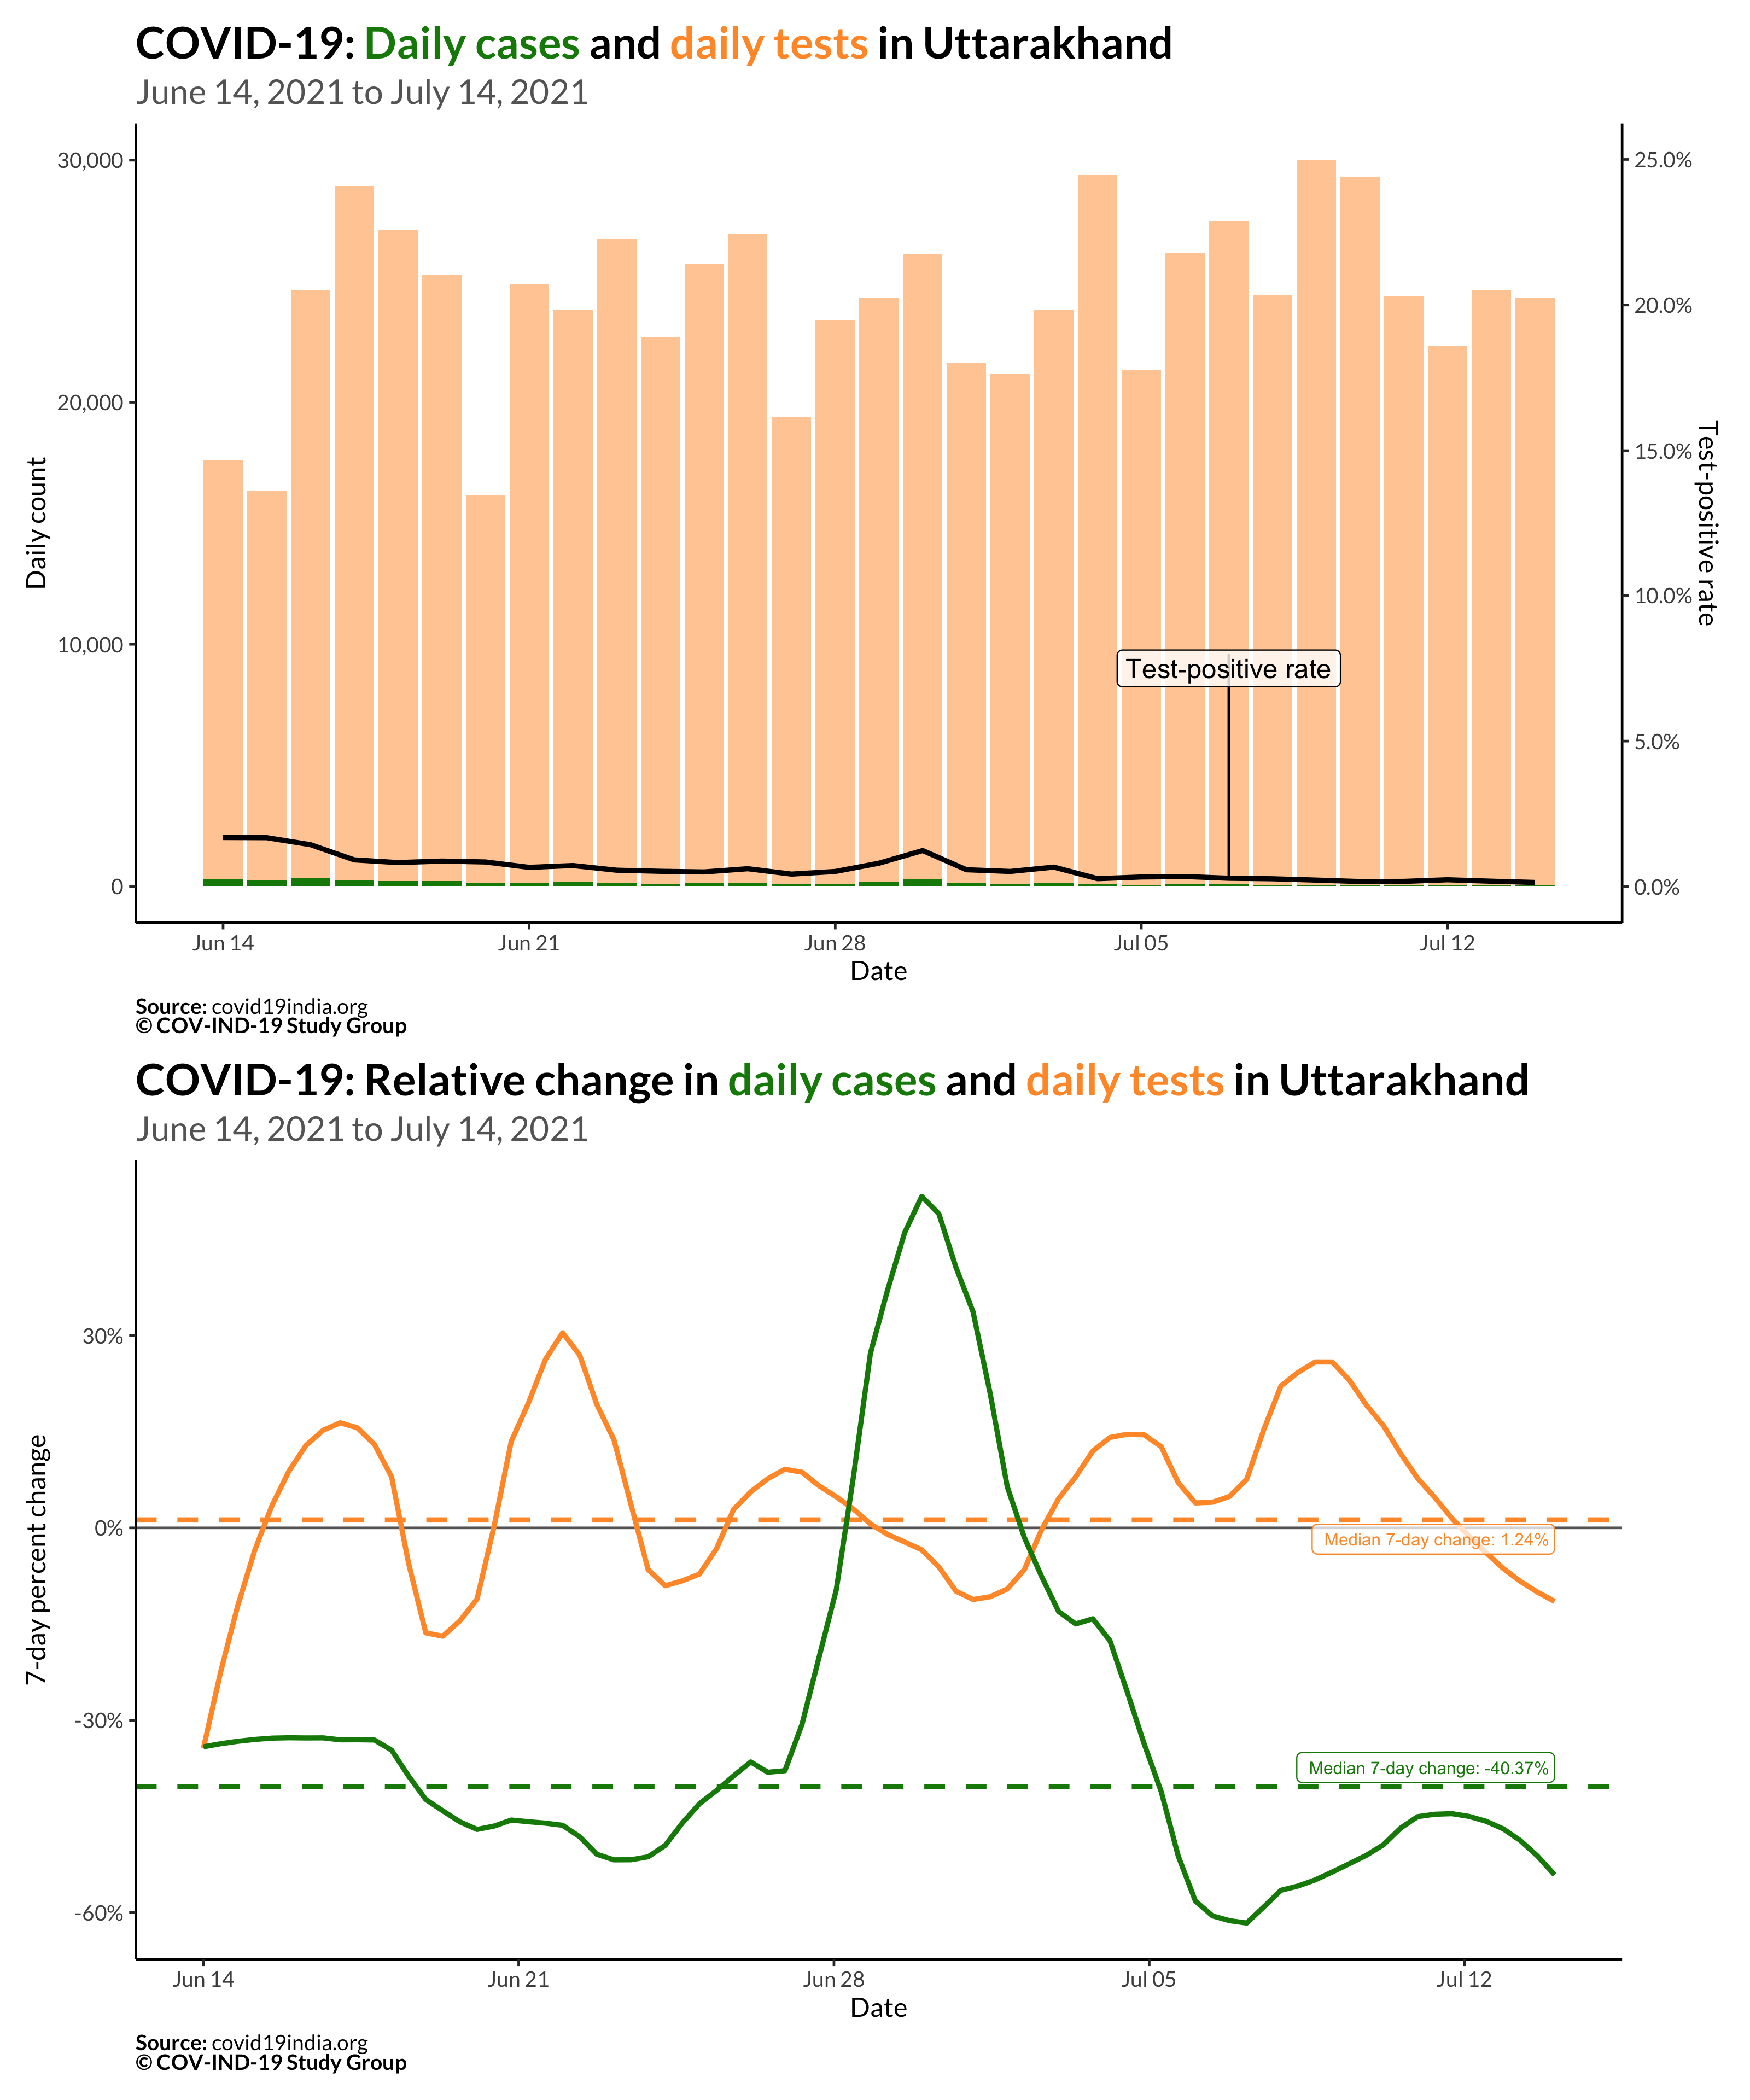 COVID-19: Daily cases and daily tests in Uttarakhand
June 14, 2021 to July 14, 2021
30,000
20,000
10,000
0
Daily count
25.0%
20.0%
15.0%
10.0%
5.0%
0.0%
Test-positive rate
Test-positive rate
Jun 14
Jun 21
Jun 28
Jul 05
Jul 12
Date
Source: covid19india.org
© COV-IND-19 Study Group
COVID-19: Relative change in daily cases and daily tests in Uttarakhand
June 14, 2021 to July 14, 2021
30%
0%
-30%
-60%
7-day percent change
Median 7-day change: 1.24%
Median 7-day change: -40.37%
Jun 14
Jun 21
Jun 28
Jul 05
Jul 12
Date
Source: covid19india.org
© COV-IND-19 Study Group